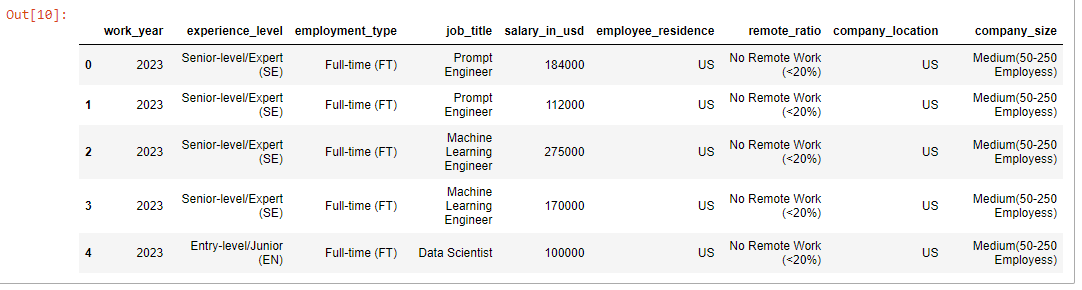 Out[10]:
work_year experience_level employment_type job_title salary_in_usd employee_residence remote_ratio company_location company_size
0 2023 Senior-level/Expert (SE) Full-time (FT) Prompt Engineer 184000 US No Remote Work (<20%) US Medium(50-250 Employess)
1 2023 Senior-level/Expert (SE) Full-time (FT) Prompt Engineer 112000 US No Remote Work (<20%) US Medium(50-250 Employess)
2 2023 Senior-level/Expert (SE) Full-time (FT) Machine Learning Engineer 275000 US No Remote Work (<20%) US Medium(50-250 Employess)
3 2023 Senior-level/Expert (SE) Full-time (FT) Machine Learning Engineer 170000 US No Remote Work (<20%) US Medium(50-250 Employess)
4 2023 Entry-level/Junior (EN) Full-time (FT) Data Scientist 100000 US No Remote Work (<20%) US Medium(50-250 Employess)